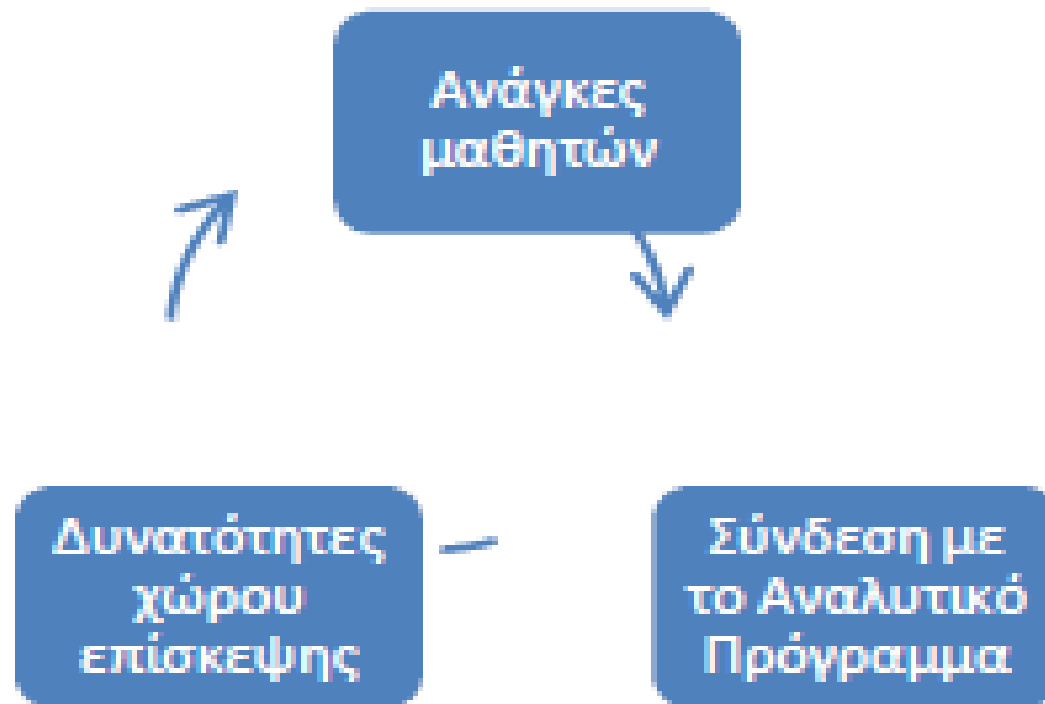 Ανάγκες
μαθητών
Δυνατότητες
χώρου
επίσκεψης
Σύνδεση με
το Αναλυτικό
Πρόγραμμα